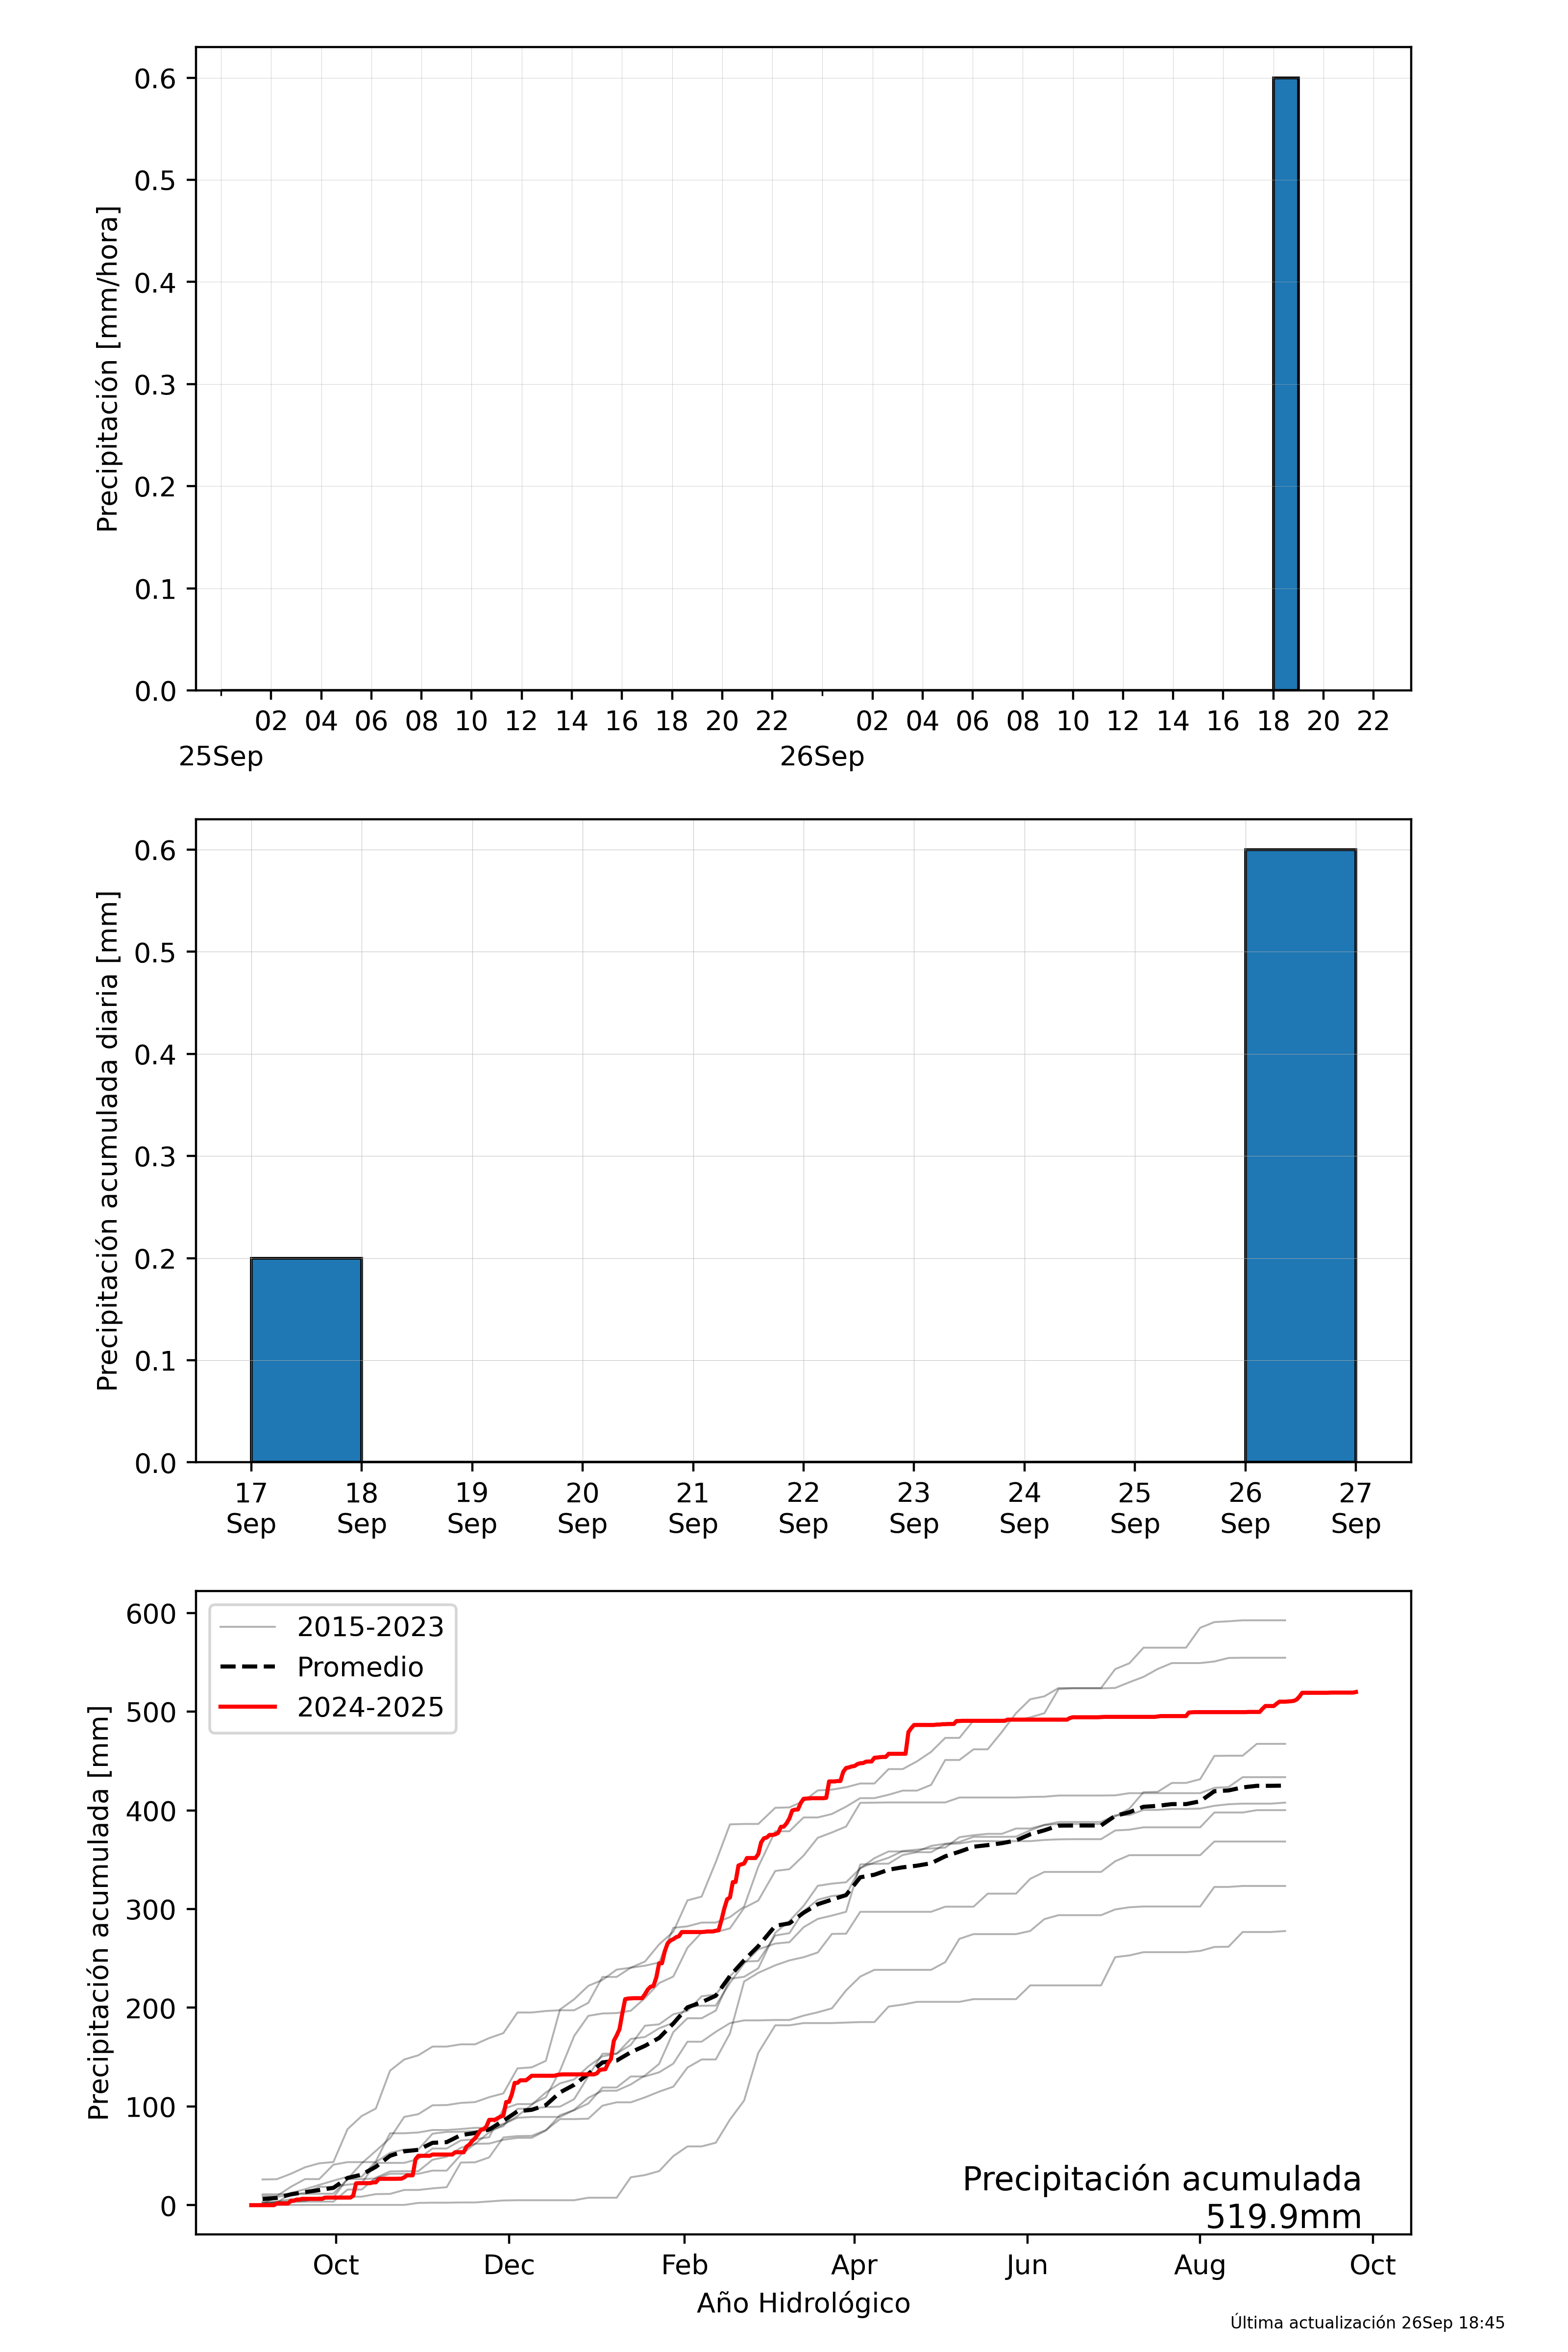 0.6
0.5
0.4
0.3
0.2
0.1
0.0
Precipitación [mm/hora]
02 04 06 08 10 12 14 16 18 20 22 02 04 06 08 10 12 14 16 18 20 22
25Sep 26Sep
0.6
0.5
0.4
0.3
0.2
0.1
0.0
Precipitación acumulada diaria [mm]
17 18 19 20 21 22 23 24 25 26 27
Sep Sep Sep Sep Sep Sep Sep Sep Sep Sep Sep
600
500
400
300
200
100
0
Precipitación acumulada [mm]
2015-2023
Promedio
2024-2025
Precipitación acumulada
519.9mm
Oct Dec Feb Apr Jun Aug Oct
Año Hidrológico
Última actualización 26Sep 18:45